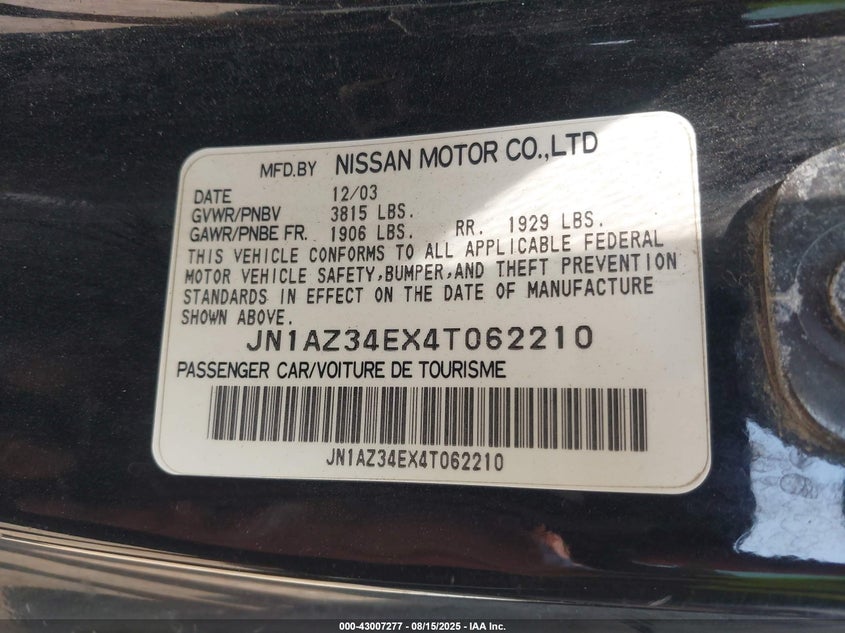 MFD.BY NISSAN MOTOR CO.,LTD
DATE 12/03
GVWR/PNBV 3815 LBS.
GAWR/PNBE FR. 1906 LBS. RR. 1929 LBS.
THIS VEHICLE CONFORMS TO ALL APPLICABLE FEDERAL
MOTOR VEHICLE SAFETY,BUMPER,AND THEFT PREVENTION
STANDARDS IN EFFECT ON THE DATE OF MANUFACTURE
SHOWN ABOVE.
JN1AZ34EX4T062210
PASSENGER CAR/VOITURE DE TOURISME
JN1AZ34EX4T062210
000-43007277 - 08/15/2025 - IAA Inc.